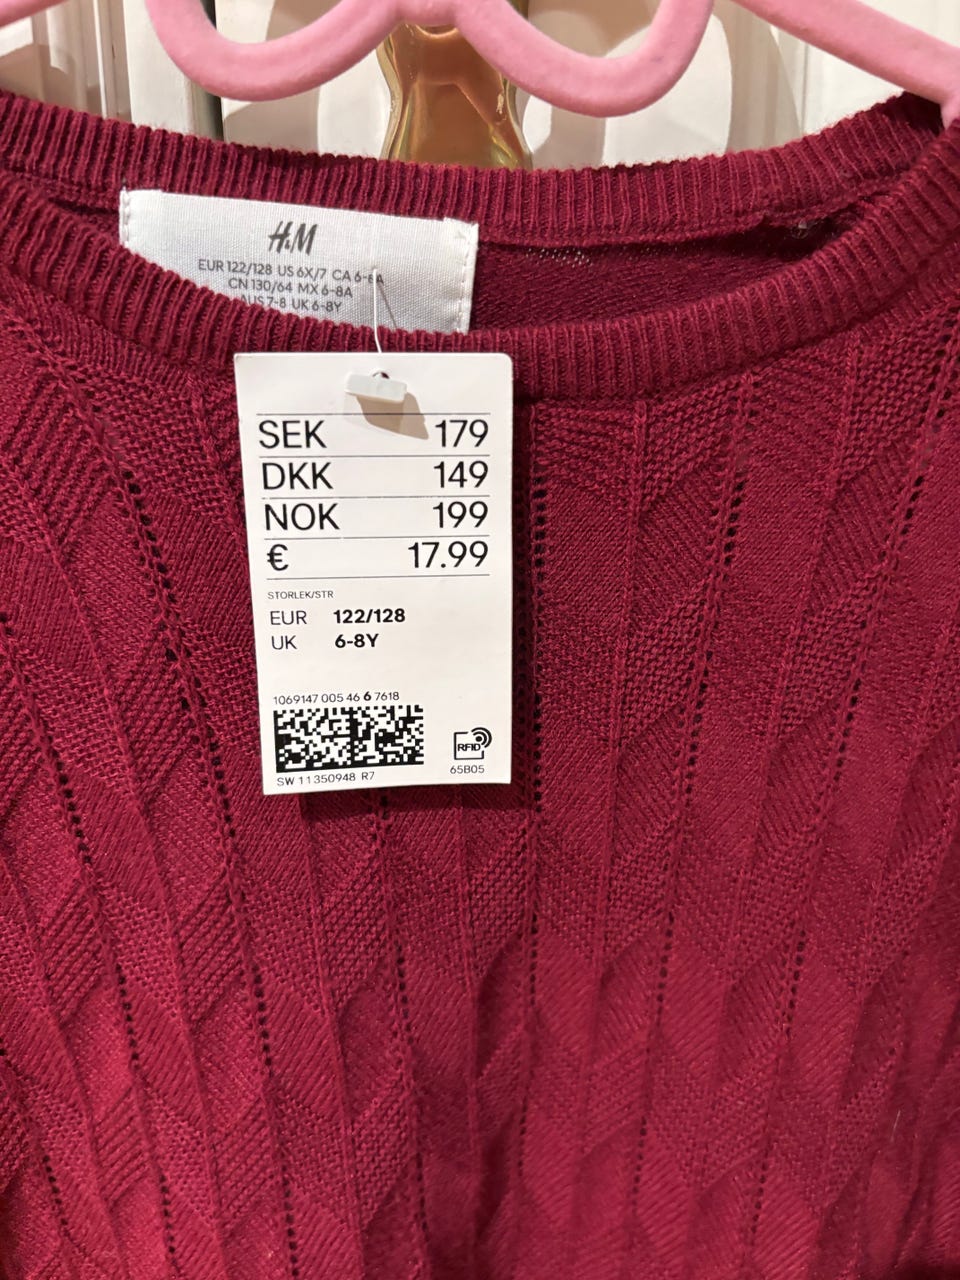 H&M
EUR 122/128 US 6X/7 CA 6-8A
CN 130/64 MX 6-8A
AUS 7-8 UK 6-8Y
SEK 179
DKK 149
NOK 199
€ 17.99
STORLEK/STR
EUR 122/128
UK 6-8Y
1069147 005 46 6 7618
RFID
SW 11350948 R7
65B05